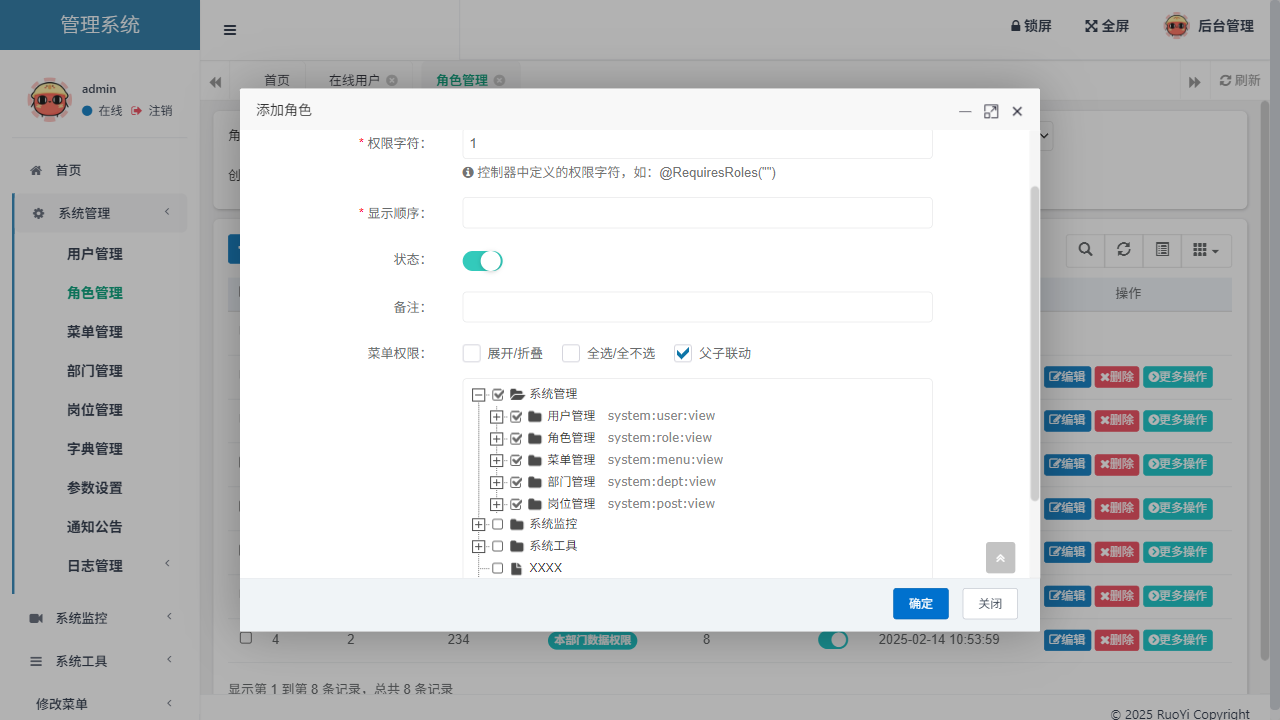 管理系统
锁屏
全屏
后台管理
admin
在线
注销
首页
在线用户
角色管理
刷新
首页
系统管理
用户管理
角色管理
菜单管理
部门管理
岗位管理
字典管理
参数设置
通知公告
日志管理
系统监控
系统工具
修改菜单
角
创
添加角色
* 权限字符：
1
控制器中定义的权限字符，如：@RequiresRoles("")
* 显示顺序：
状态：
备注：
菜单权限：
展开/折叠
全选/全不选
父子联动
系统管理
用户管理 system:user:view
角色管理 system:role:view
菜单管理 system:menu:view
部门管理 system:dept:view
岗位管理 system:post:view
系统监控
系统工具
XXXX
确定
关闭
操作
编辑 删除 更多操作
编辑 删除 更多操作
编辑 删除 更多操作
编辑 删除 更多操作
编辑 删除 更多操作
编辑 删除 更多操作
4 2 234 本部门数据权限 8 2025-02-14 10:53:59 编辑 删除 更多操作
显示第 1 到第 8 条记录，总共 8 条记录
© 2025 RuoYi Copyright